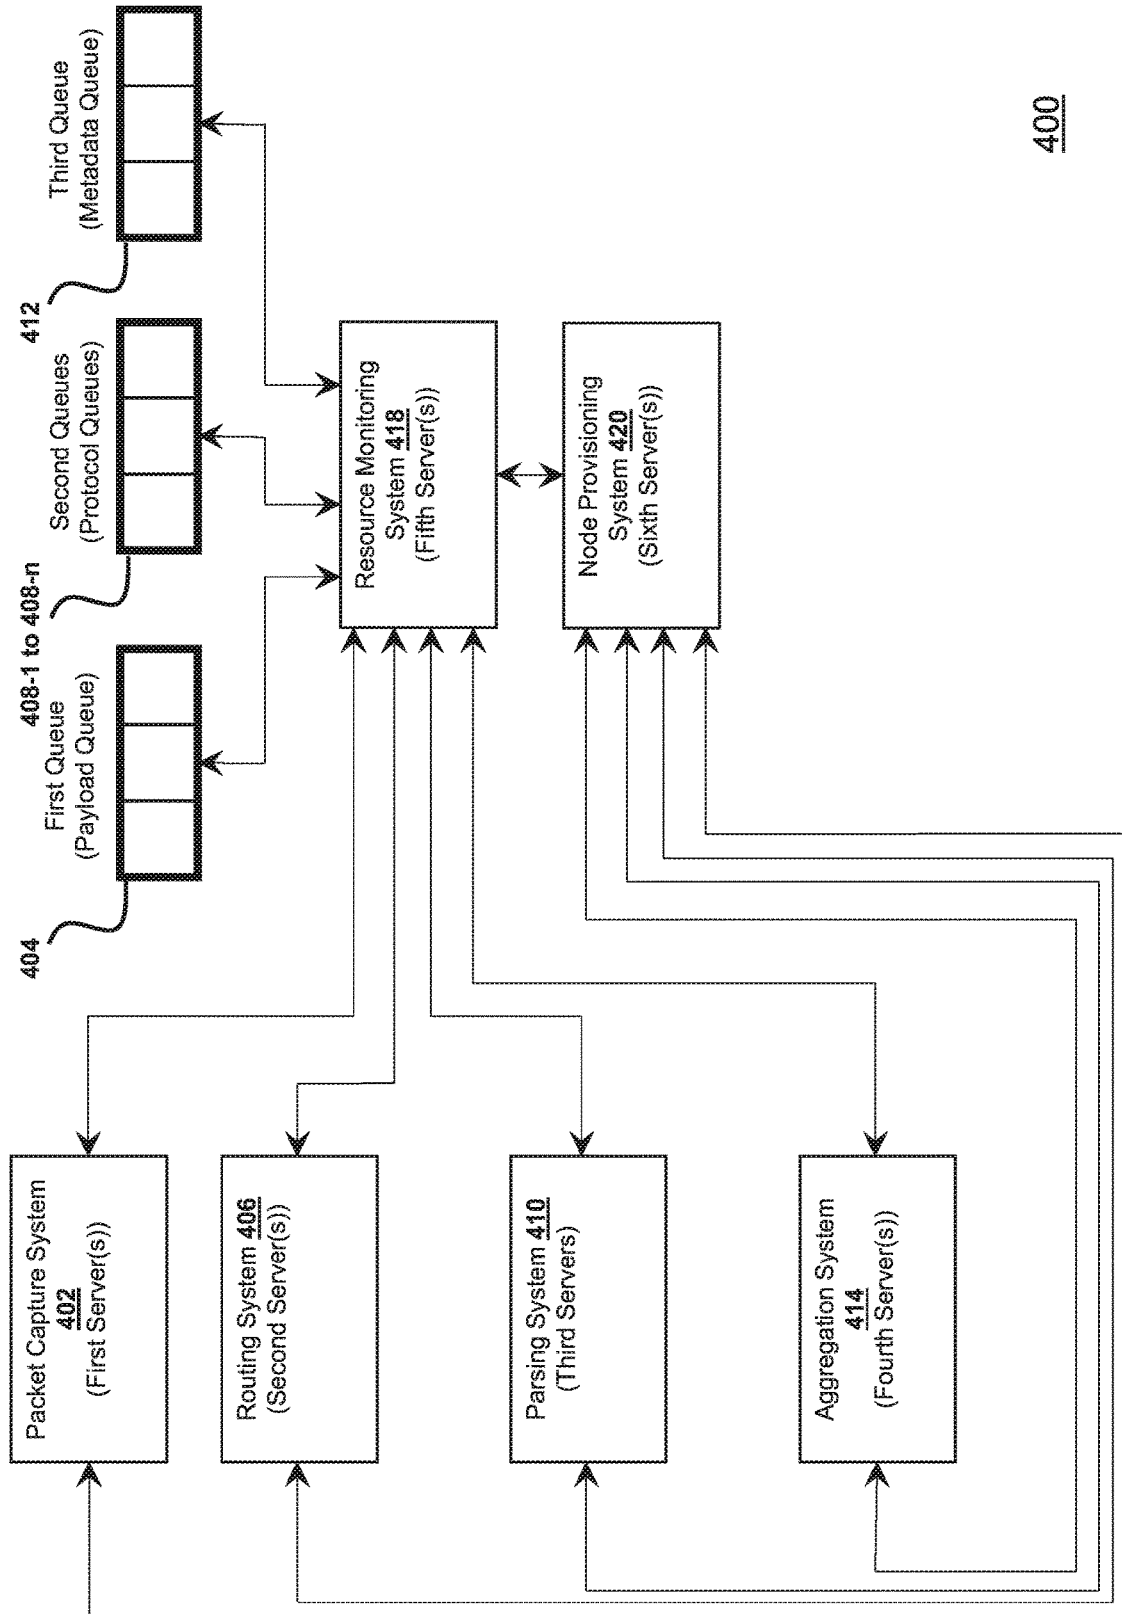 Packet Capture System
402
(First Server(s))
Routing System 406
(Second Server(s))
Parsing System 410
(Third Servers)
Aggregation System
414
(Fourth Server(s))
404
First Queue
(Payload Queue)
408-1 to 408-n
Second Queues
(Protocol Queues)
412
Third Queue
(Metadata Queue)
Resource Monitoring
System 418
(Fifth Server(s))
Node Provisioning
System 420
(Sixth Server(s))
400